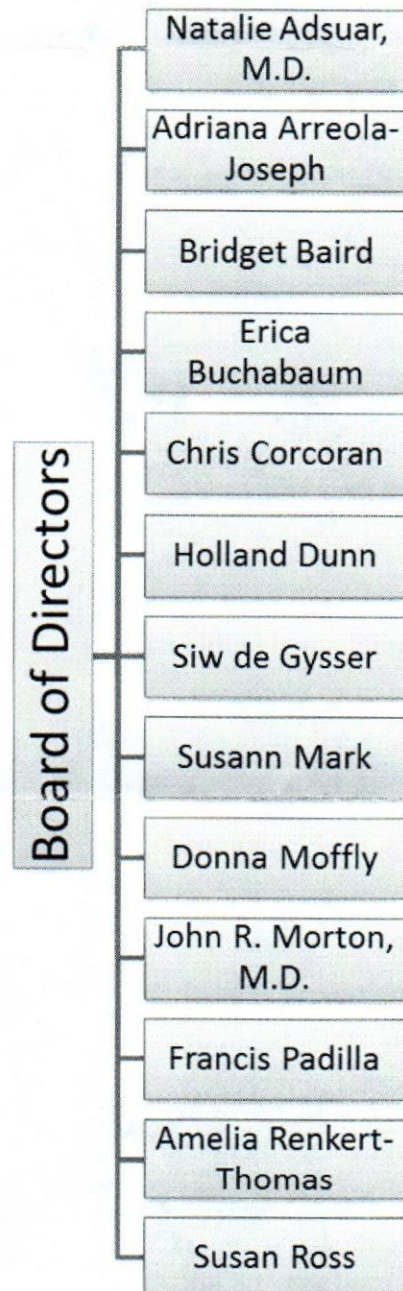 Board of Directors
Natalie Adsuar,
M.D.
Adriana Arreola-
Joseph
Bridget Baird
Erica
Buchabaum
Chris Corcoran
Holland Dunn
Siw de Gysser
Susann Mark
Donna Moffly
John R. Morton,
M.D.
Francis Padilla
Amelia Renkert-
Thomas
Susan Ross